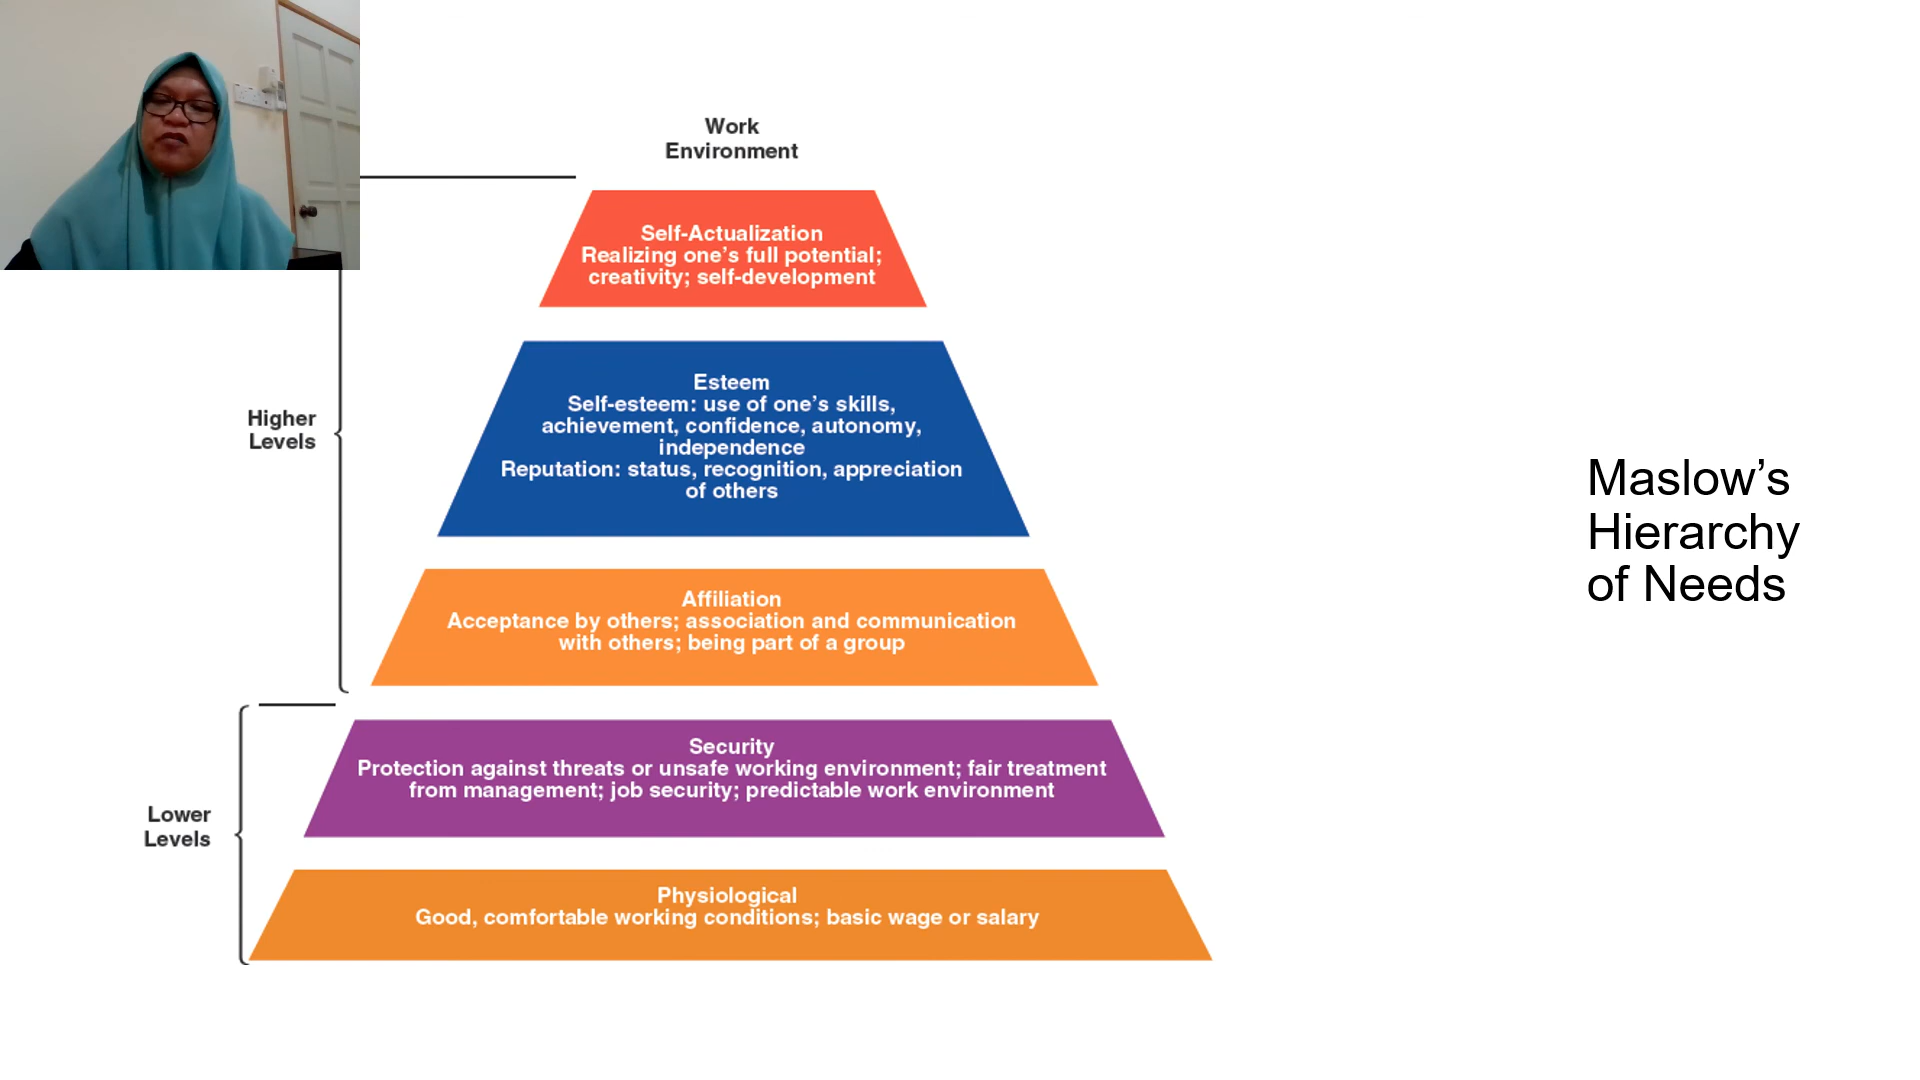 Work
Environment
Self-Actualization
Realizing one’s full potential;
creativity; self-development
Esteem
Self-esteem: use of one’s skills,
achievement, confidence, autonomy,
independence
Reputation: status, recognition, appreciation
of others
Higher
Levels
Affiliation
Acceptance by others; association and communication
with others; being part of a group
Security
Protection against threats or unsafe working environment; fair treatment
from management; job security; predictable work environment
Lower
Levels
Physiological
Good, comfortable working conditions; basic wage or salary
Maslow’s
Hierarchy
of Needs